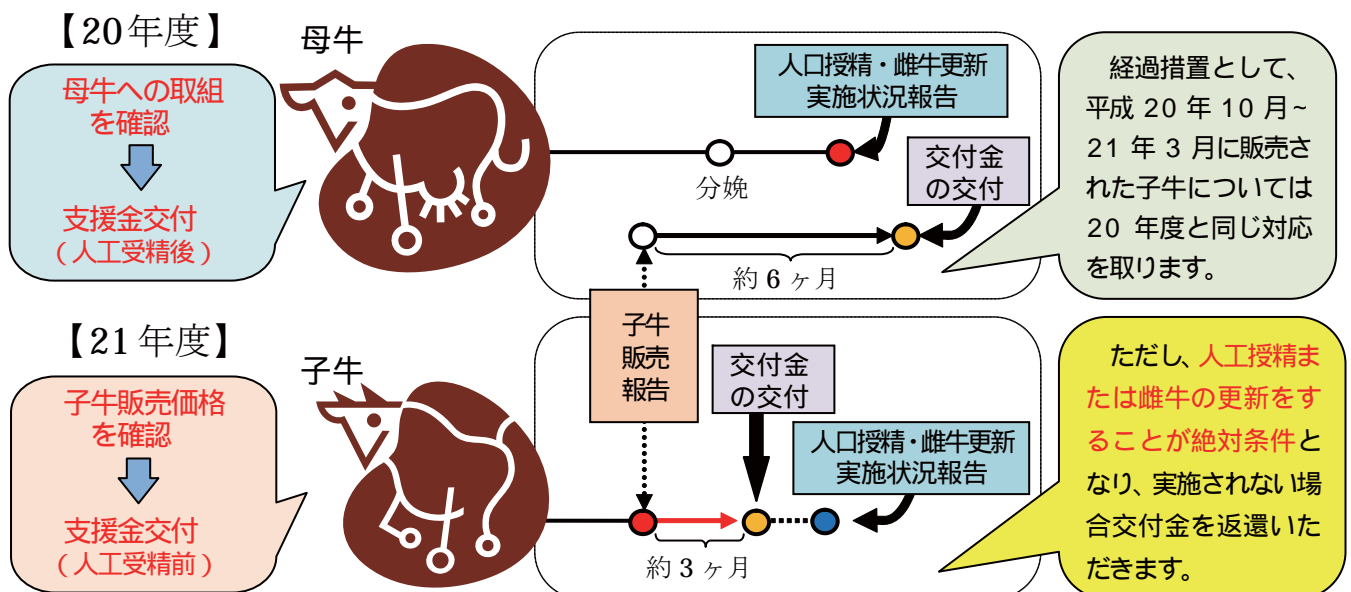 【20年度】
母牛への取組
を確認
支援金交付
（人工受精後）
母牛
人口授精・雌牛更新
実施状況報告
分娩
交付金
の交付
約6ヶ月
経過措置として、
平成 20 年 10 月~
21 年 3 月に販売さ
れた子牛については
20 年度と同じ対応
を取ります。
子牛
販売
報告
【21年度】
子牛販売価格
を確認
支援金交付
（人工受精前）
子牛
交付金
の交付
人口授精・雌牛更新
実施状況報告
約3ヶ月
ただし、人工授精ま
たは雌牛の更新をす
ることが絶対条件と
なり、実施されない場
合交付金を返還いた
だきます。